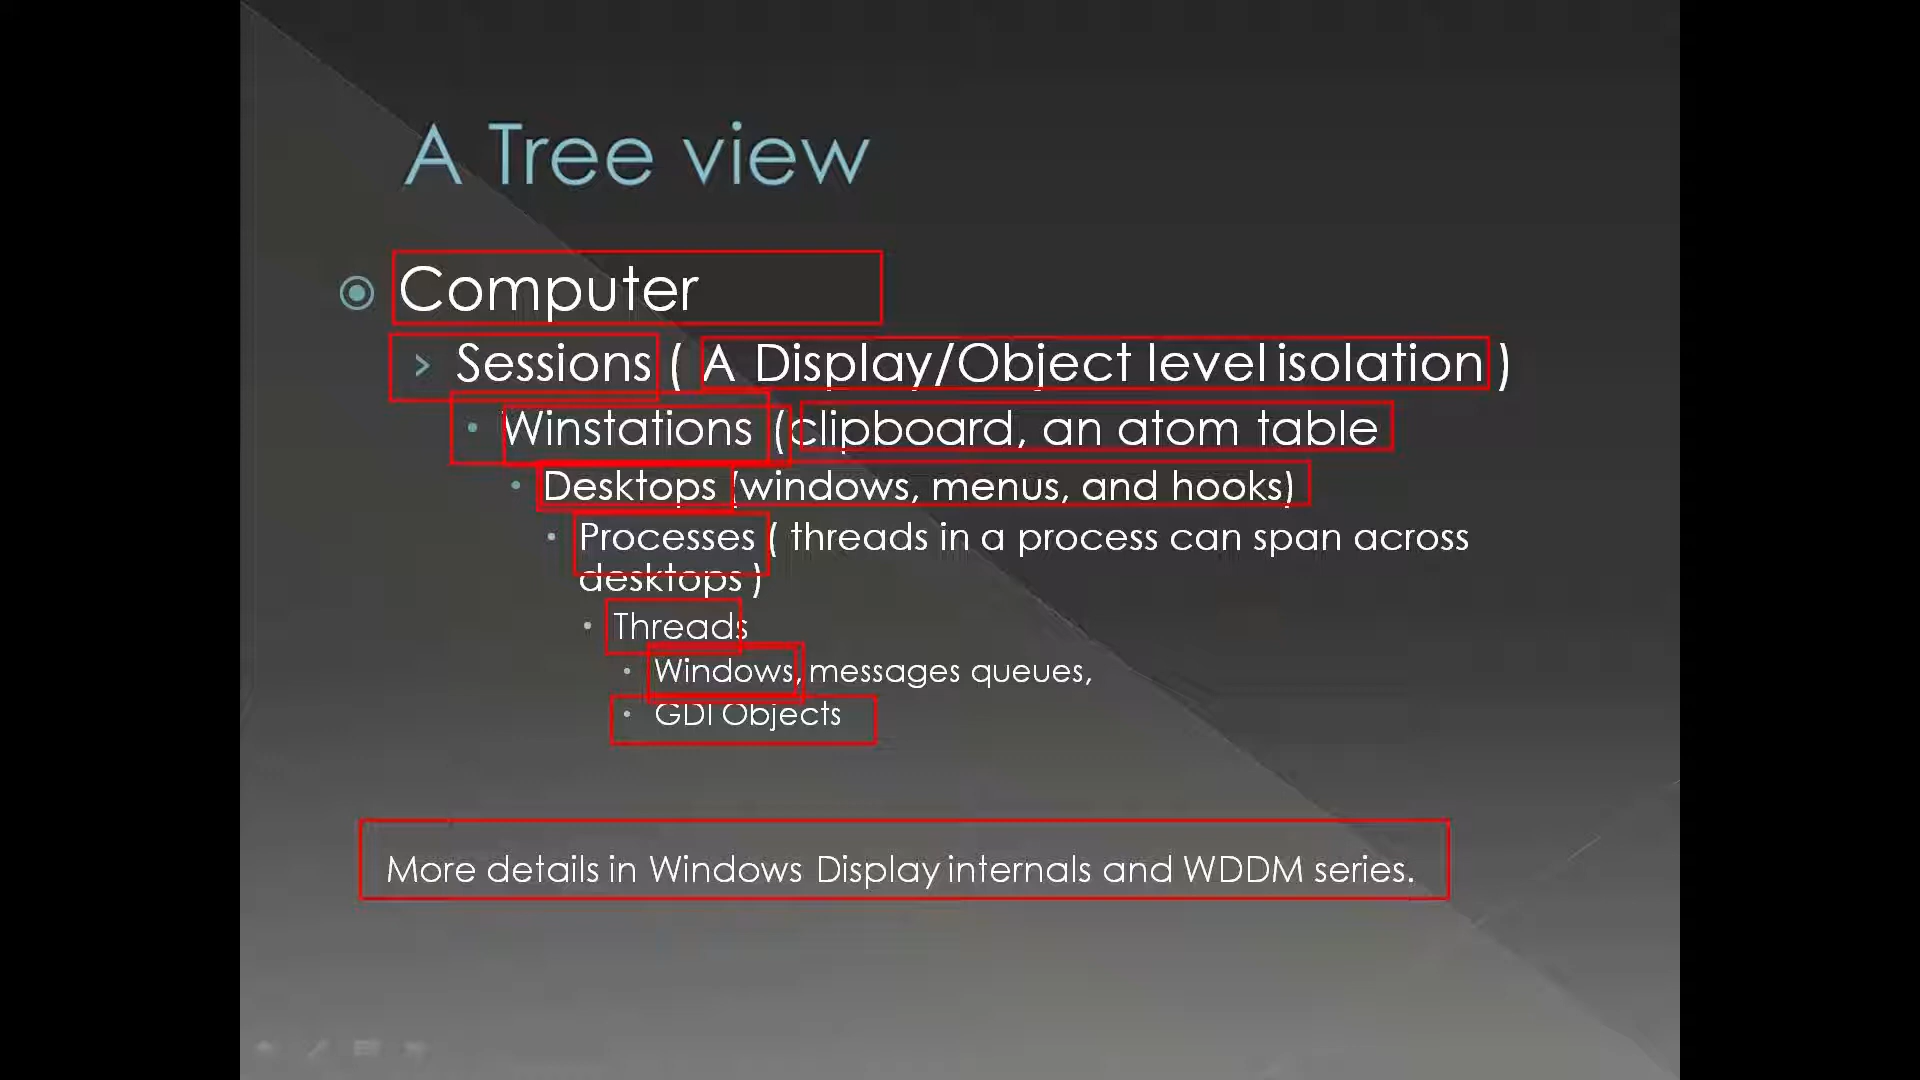 A Tree view
Computer
Sessions ( A Display/Object level isolation )
Winstations (clipboard, an atom table
Desktops (windows, menus, and hooks)
Processes ( threads in a process can span across
desktops )
Threads
Windows, messages queues,
GDI Objects
More details in Windows Display internals and WDDM series.